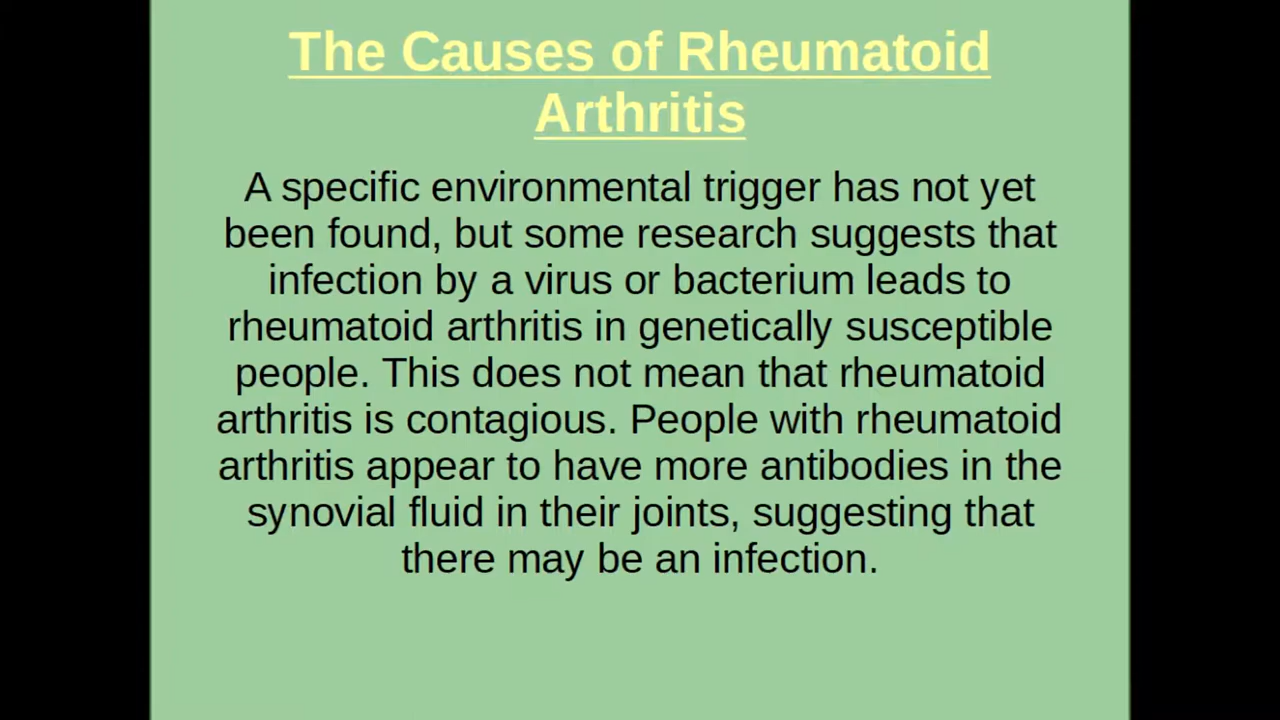 The Causes of Rheumatoid
Arthritis
A specific environmental trigger has not yet
been found, but some research suggests that
infection by a virus or bacterium leads to
rheumatoid arthritis in genetically susceptible
people. This does not mean that rheumatoid
arthritis is contagious. People with rheumatoid
arthritis appear to have more antibodies in the
synovial fluid in their joints, suggesting that
there may be an infection.